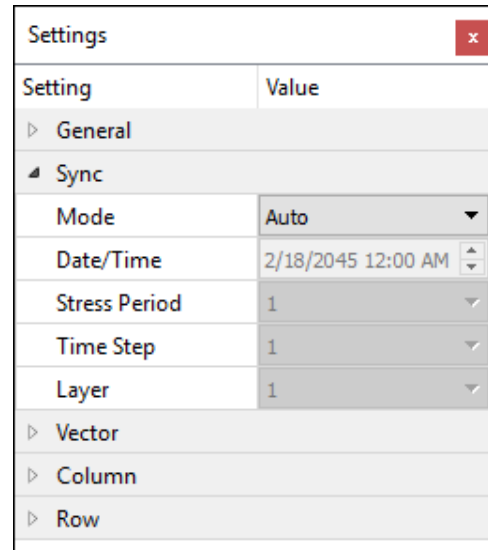 Settings
x
Setting Value
General
Sync
Mode Auto
Date/Time 2/18/2045 12:00 AM
Stress Period 1
Time Step 1
Layer 1
Vector
Column
Row